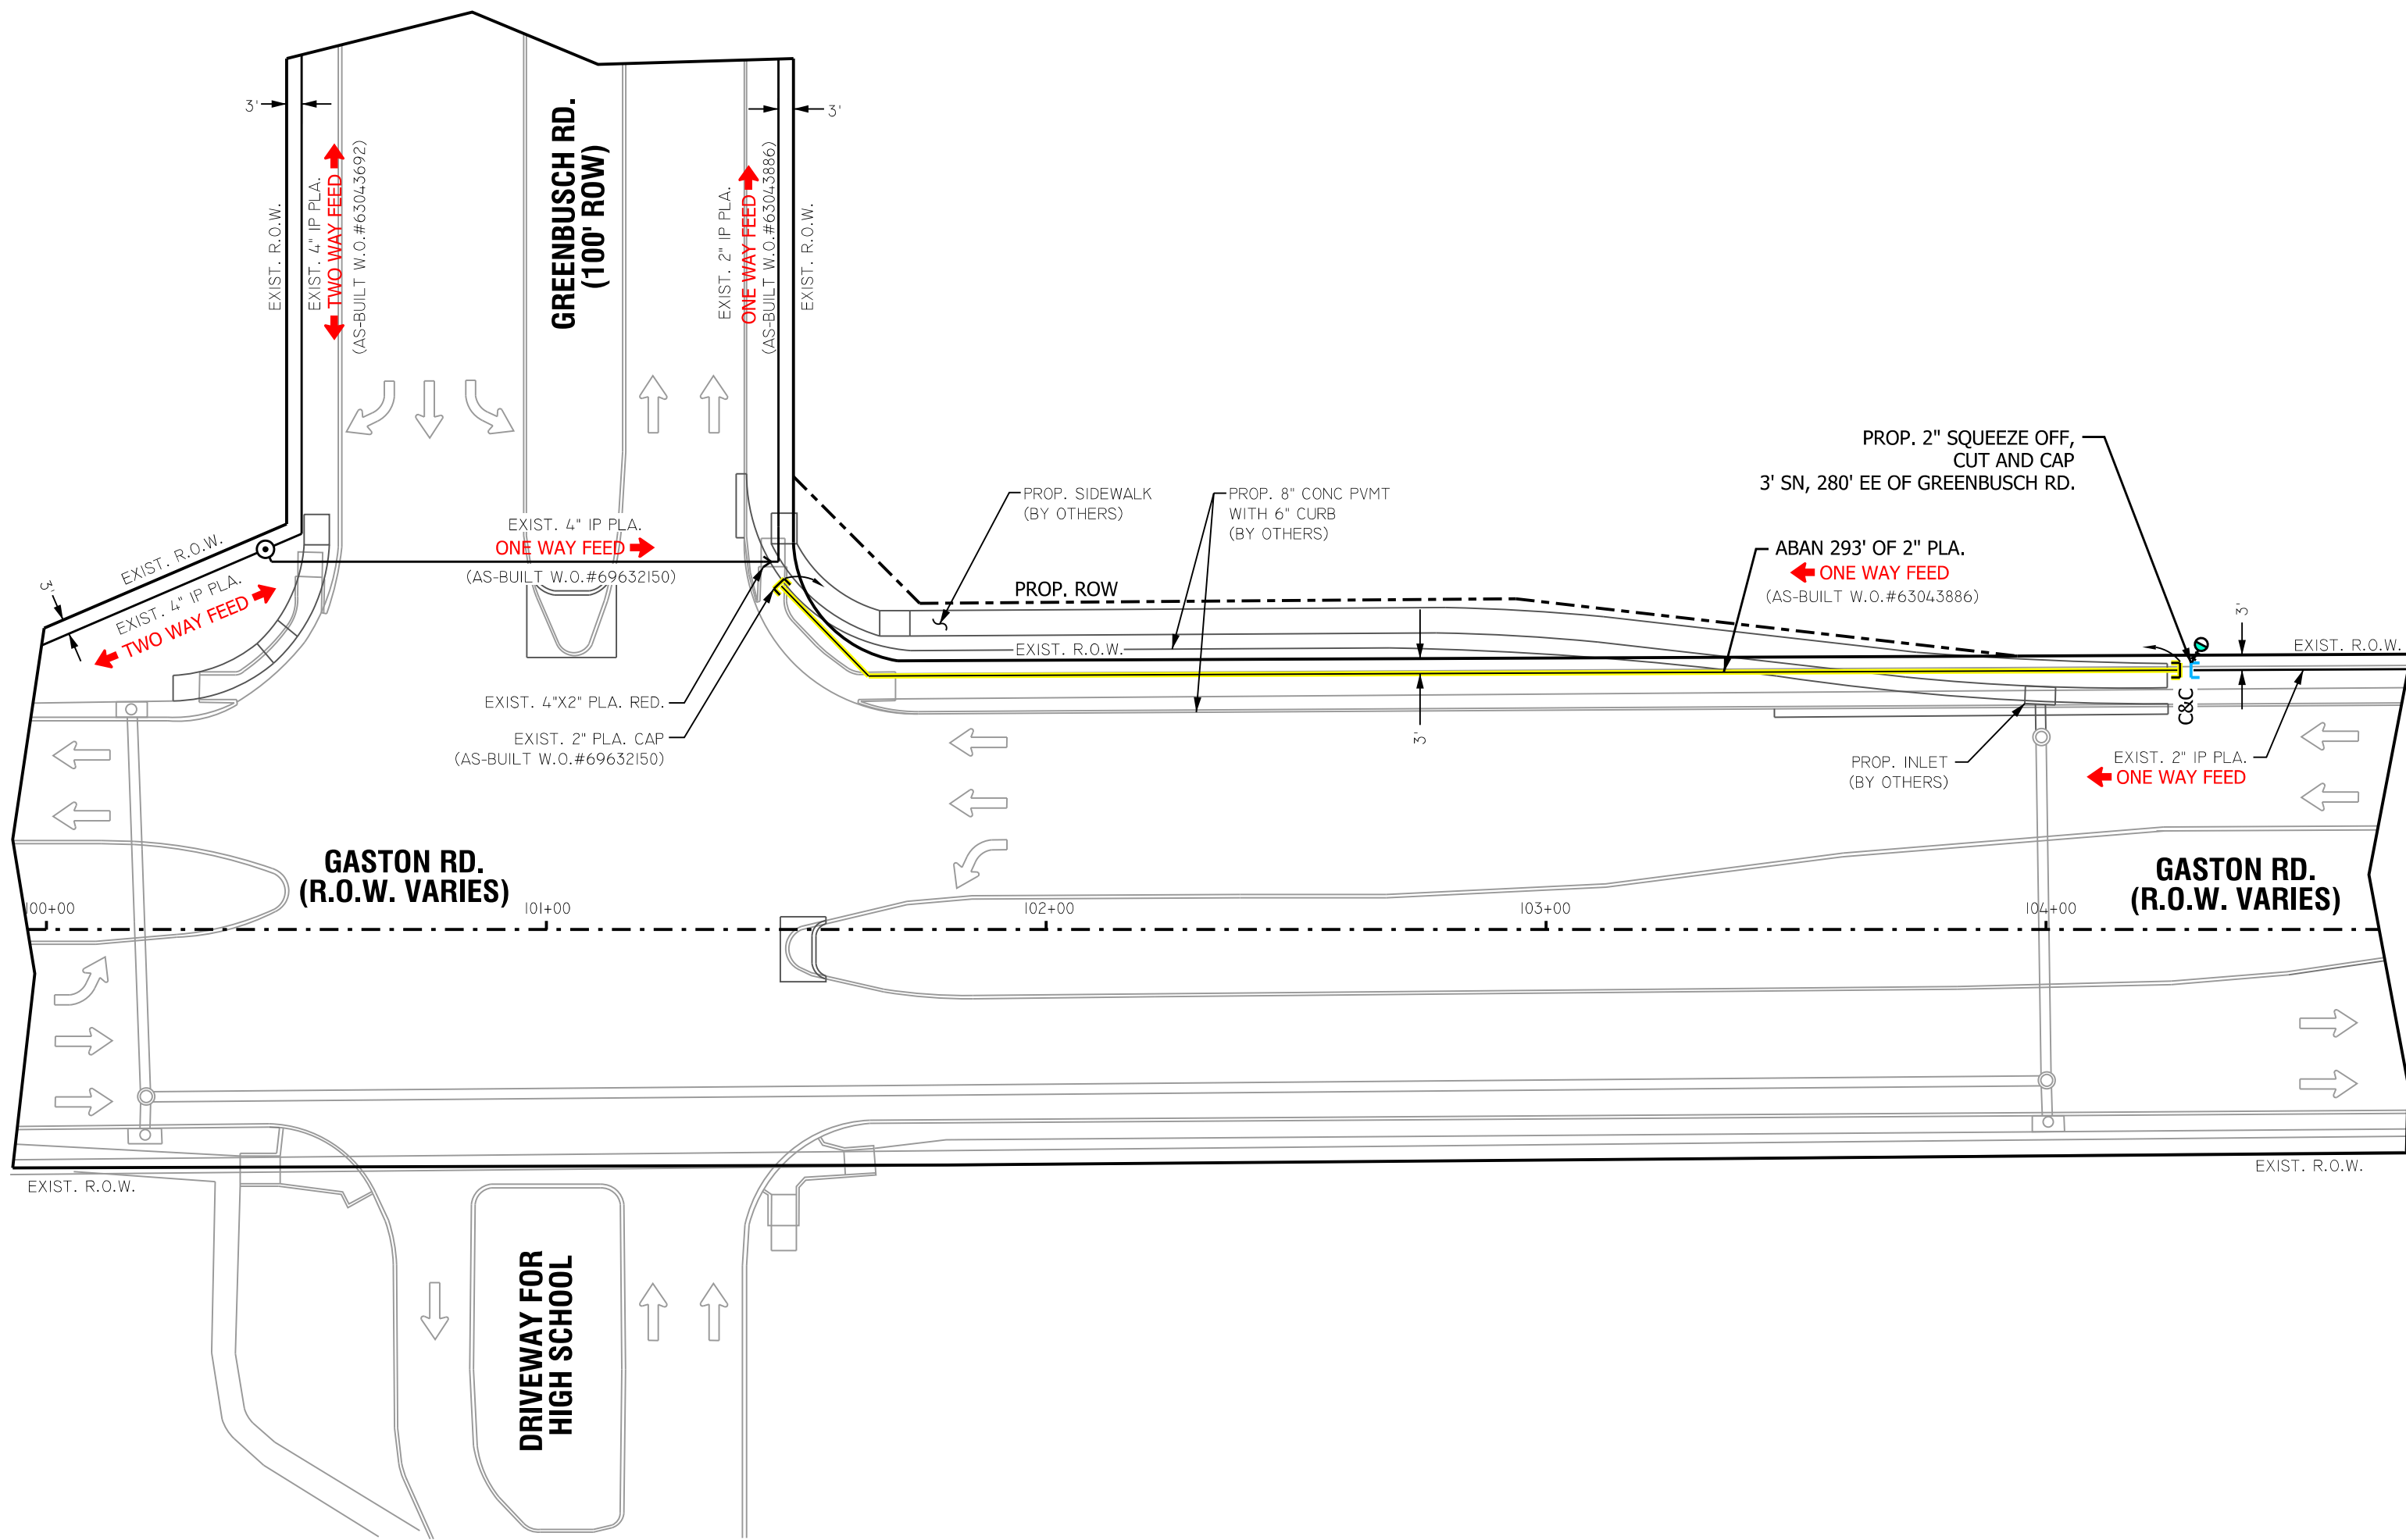 3'
3'
EXIST. R.O.W.
EXIST. 4" IP PLA.
TWO WAY FEED
(AS-BUILT W.O.#63043692)
GREENBUSCH RD.
(100' ROW)
EXIST. 2" IP PLA.
ONE WAY FEED
(AS-BUILT W.O.#63043886)
EXIST. R.O.W.
PROP. 2" SQUEEZE OFF,
CUT AND CAP
3' SN, 280' EE OF GREENBUSCH RD.
PROP. SIDEWALK
(BY OTHERS)
PROP. 8" CONC PVMT
WITH 6" CURB
(BY OTHERS)
EXIST. 4" IP PLA.
ONE WAY FEED
(AS-BUILT W.O.#69632150)
EXIST. R.O.W.
EXIST. 4" IP PLA.
TWO WAY FEED
3'
ABAN 293' OF 2" PLA.
ONE WAY FEED
(AS-BUILT W.O.#63043886)
PROP. ROW
EXIST. R.O.W.
3'
EXIST. R.O.W.
EXIST. 4"X2" PLA. RED.
EXIST. 2" PLA. CAP
(AS-BUILT W.O.#69632150)
3'
C&C
PROP. INLET
(BY OTHERS)
EXIST. 2" IP PLA.
ONE WAY FEED
GASTON RD.
(R.O.W. VARIES)
GASTON RD.
(R.O.W. VARIES)
100+00
101+00
102+00
103+00
104+00
EXIST. R.O.W.
EXIST. R.O.W.
DRIVEWAY FOR
HIGH SCHOOL